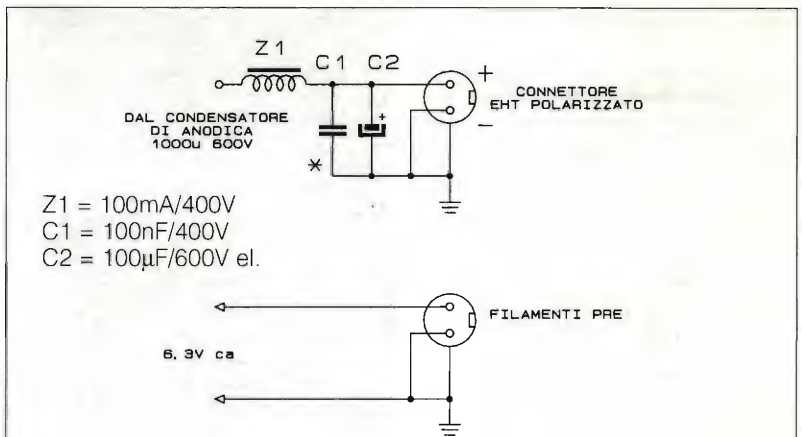 Z1
C1 C2
+
CONNETTORE
EHT POLARIZZATO
DAL CONDENSATORE
DI ANODICA
1000u 600V
+
*
−
Z1 = 100mA/400V
C1 = 100nF/400V
C2 = 100µF/600V el.
FILAMENTI PRE
6,3V ca